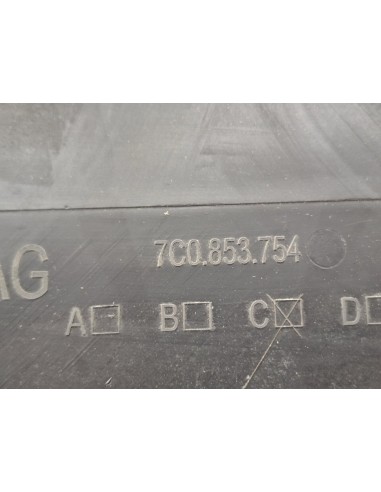 AG 7C0.853.754
A☐ B☐ C☒ D☐